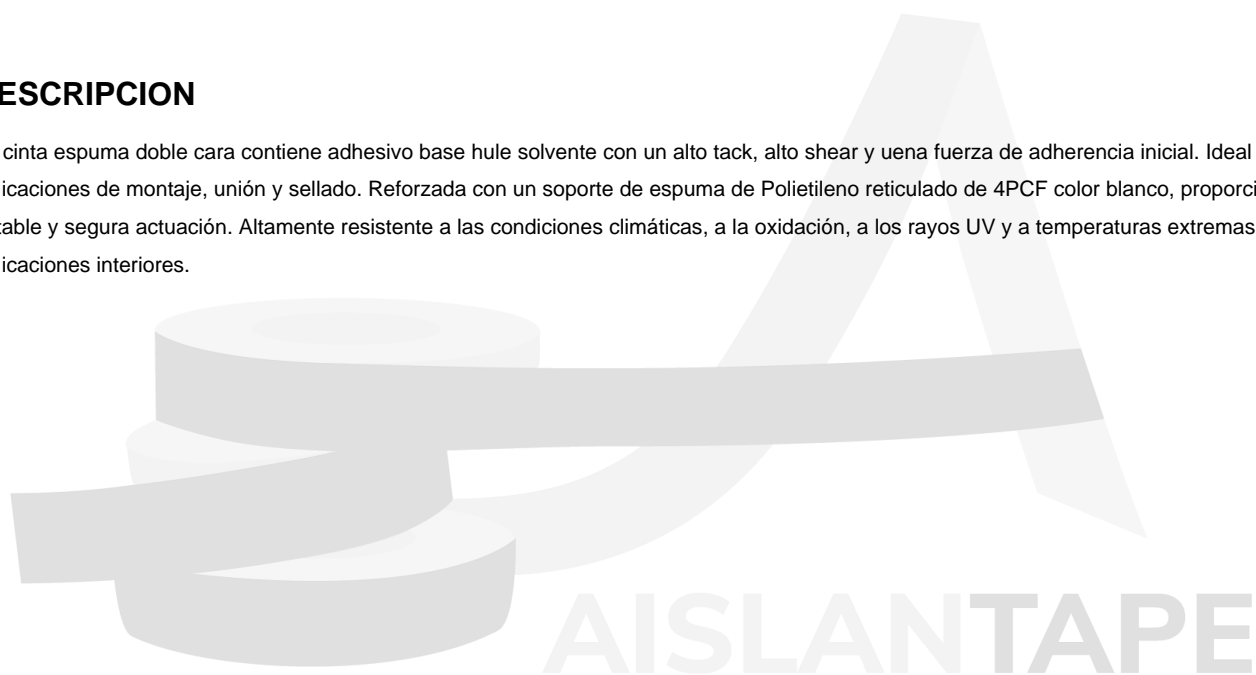 ESCRIPCION
cinta espuma doble cara contiene adhesivo base hule solvente con un alto tack, alto shear y uena fuerza de adherencia inicial. Ideal
licaciones de montaje, unión y sellado. Reforzada con un soporte de espuma de Polietileno reticulado de 4PCF color blanco, proporci
table y segura actuación. Altamente resistente a las condiciones climáticas, a la oxidación, a los rayos UV y a temperaturas extremas
licaciones interiores.
AISLANTAPE